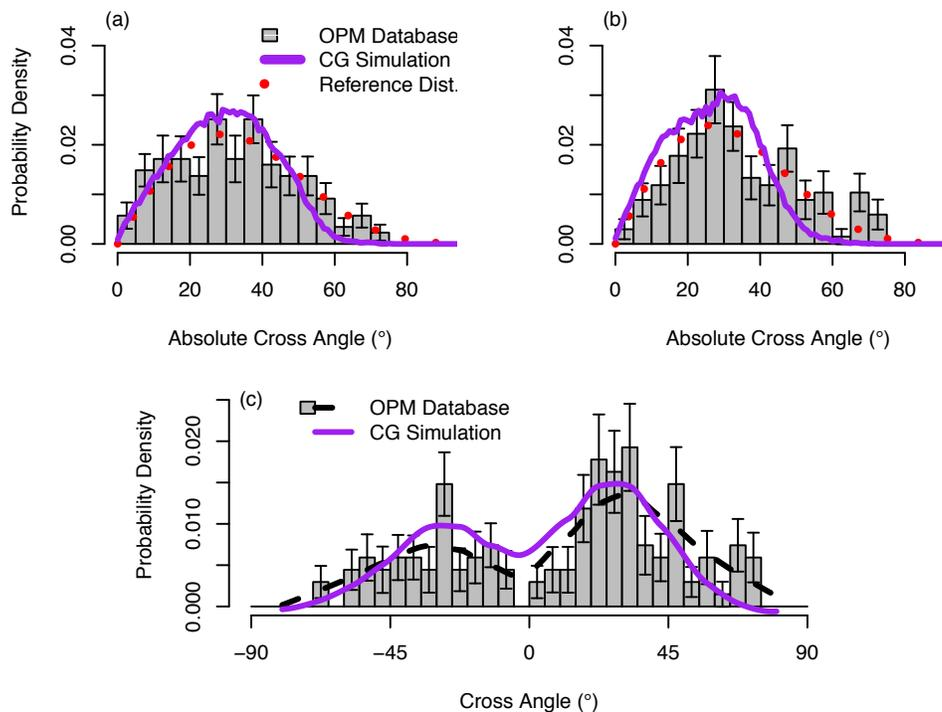 (a)
OPM Database
CG Simulation
Reference Dist.
Probability Density
0.00 0.02 0.04
0 20 40 60 80
Absolute Cross Angle (°)
(b)
0.00 0.02 0.04
0 20 40 60 80
Absolute Cross Angle (°)
(c)
OPM Database
CG Simulation
Probability Density
0.000 0.010 0.020
−90 −45 0 45 90
Cross Angle (°)